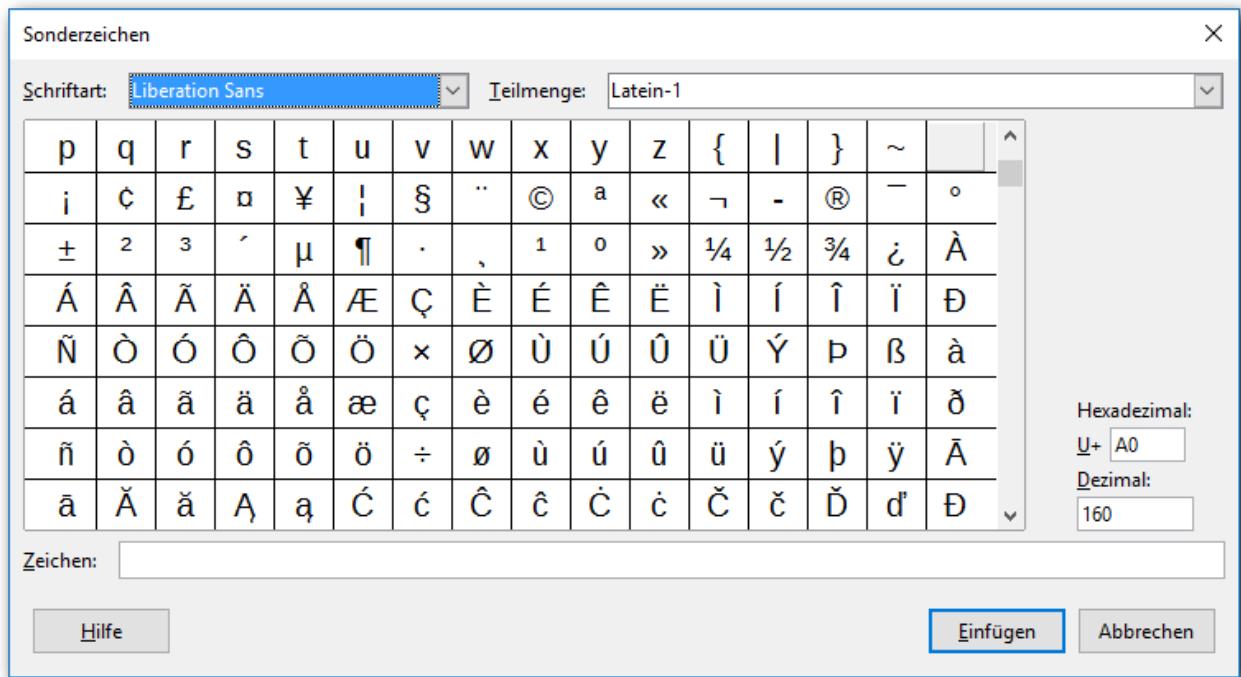 Sonderzeichen
Schriftart: Liberation Sans Teilmenge: Latein-1
p q r s t u v w x y z { | } ~
¡ ¢ £ ¤ ¥ ¦ § ¨ © ª « ¬ - ® ¯ °
± ² ³ ´ µ ¶ · ¸ ¹ º » ¼ ½ ¾ ¿ À
Á Â Ã Ä Å Æ Ç È É Ê Ë Ì Í Î Ï Ð
Ñ Ò Ó Ô Õ Ö × Ø Ù Ú Û Ü Ý Þ ß à
á â ã ä å æ ç è é ê ë ì í î ï ð
ñ ò ó ô õ ö ÷ ø ù ú û ü ý þ ÿ Ā
ā Ă ă Ą ą Ć ć Ĉ ĉ Ċ ċ Č č Ď ď Đ
Hexadezimal:
U+ A0
Dezimal:
160
Zeichen:
Hilfe Einfügen Abbrechen